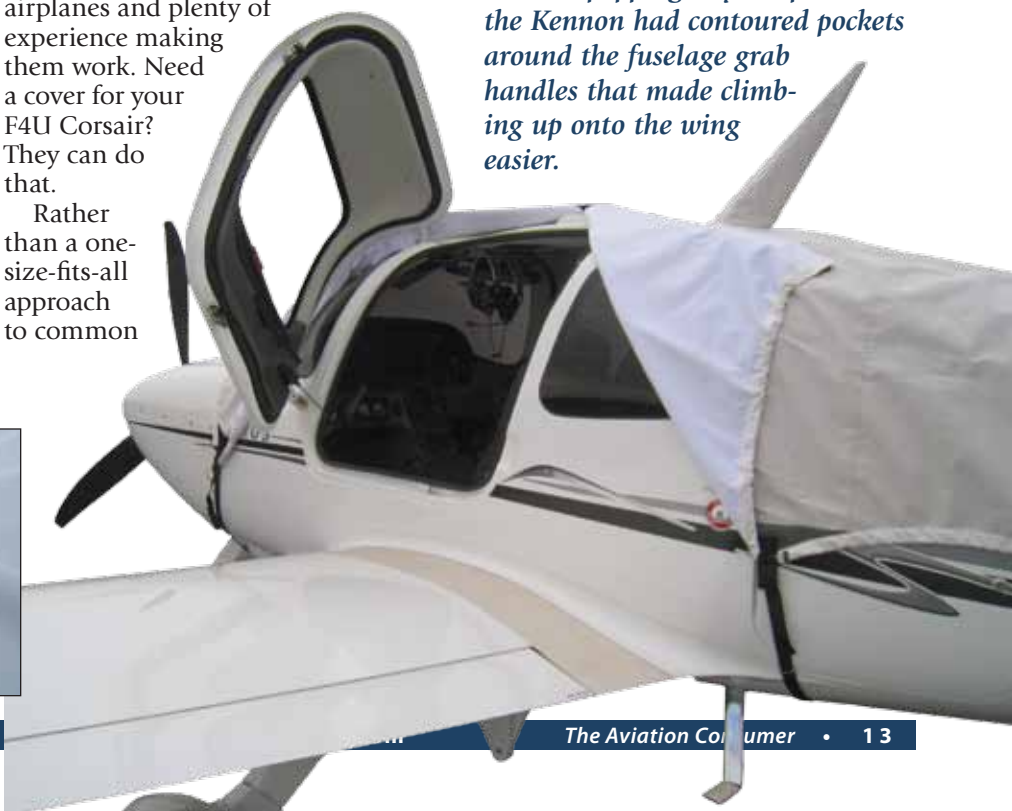 airplanes and plenty of
experience making
them work. Need
a cover for your
F4U Corsair?
They can do
that.
Rather
than a one-
size-fits-all
approach
to common
the Kennon had contoured pockets
around the fuselage grab
handles that made climb-
ing up onto the wing
easier.
The Aviation Con umer • 13